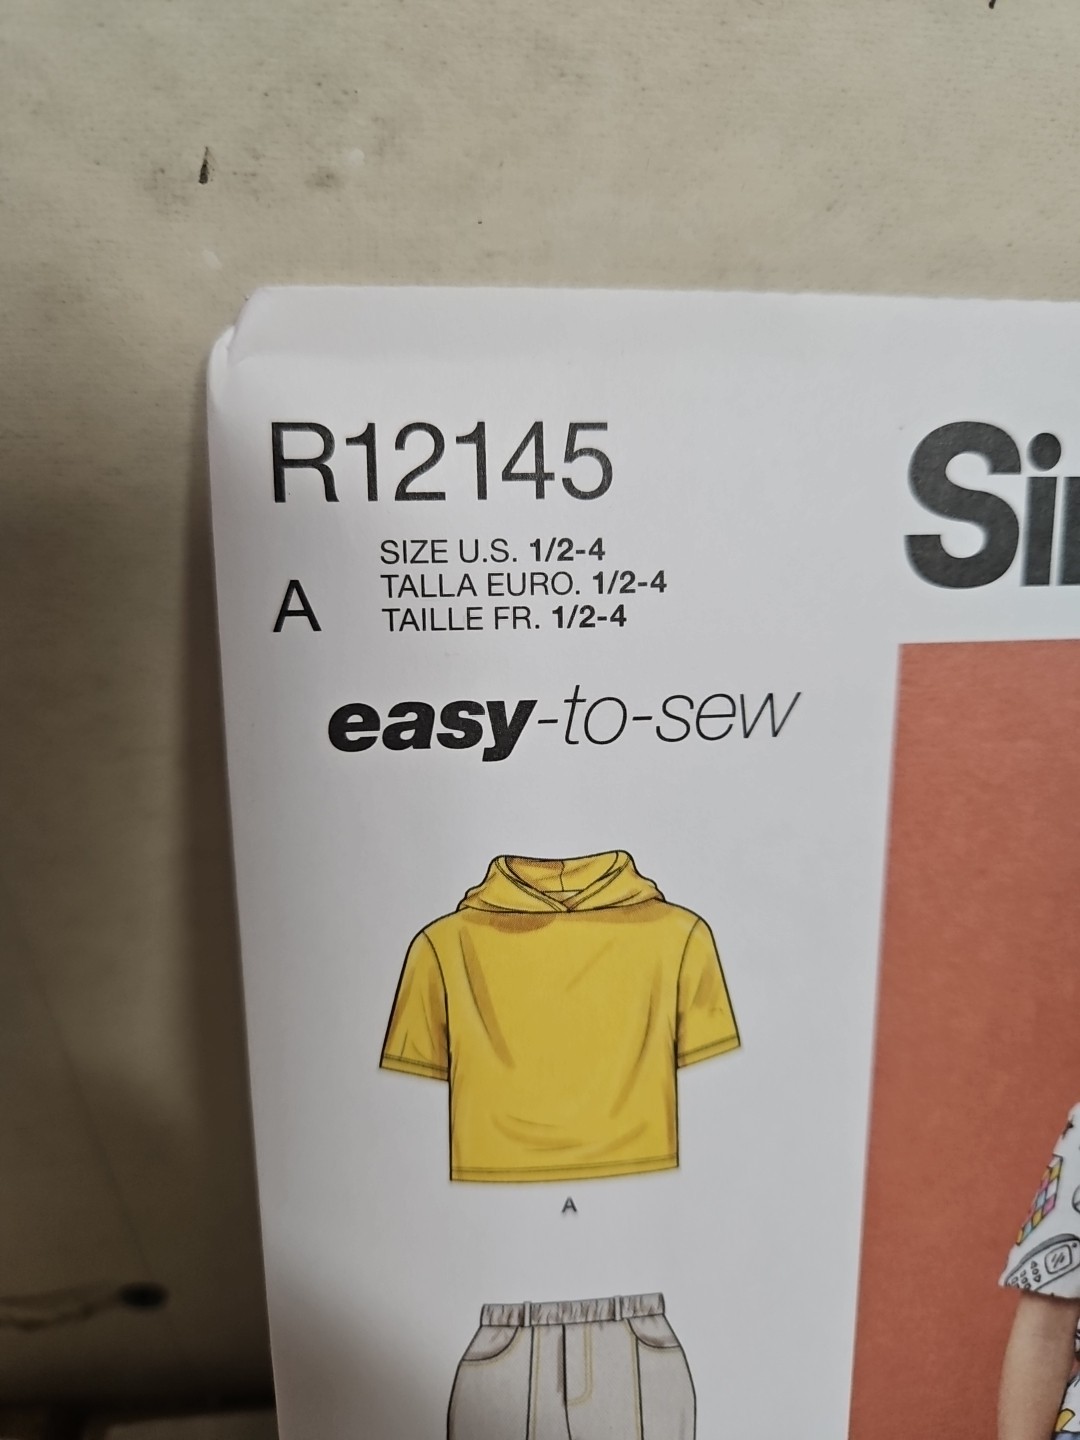 R12145
SIZE U.S. 1/2-4
TALLA EURO. 1/2-4
TAILLE FR. 1/2-4
A
easy-to-sew
A